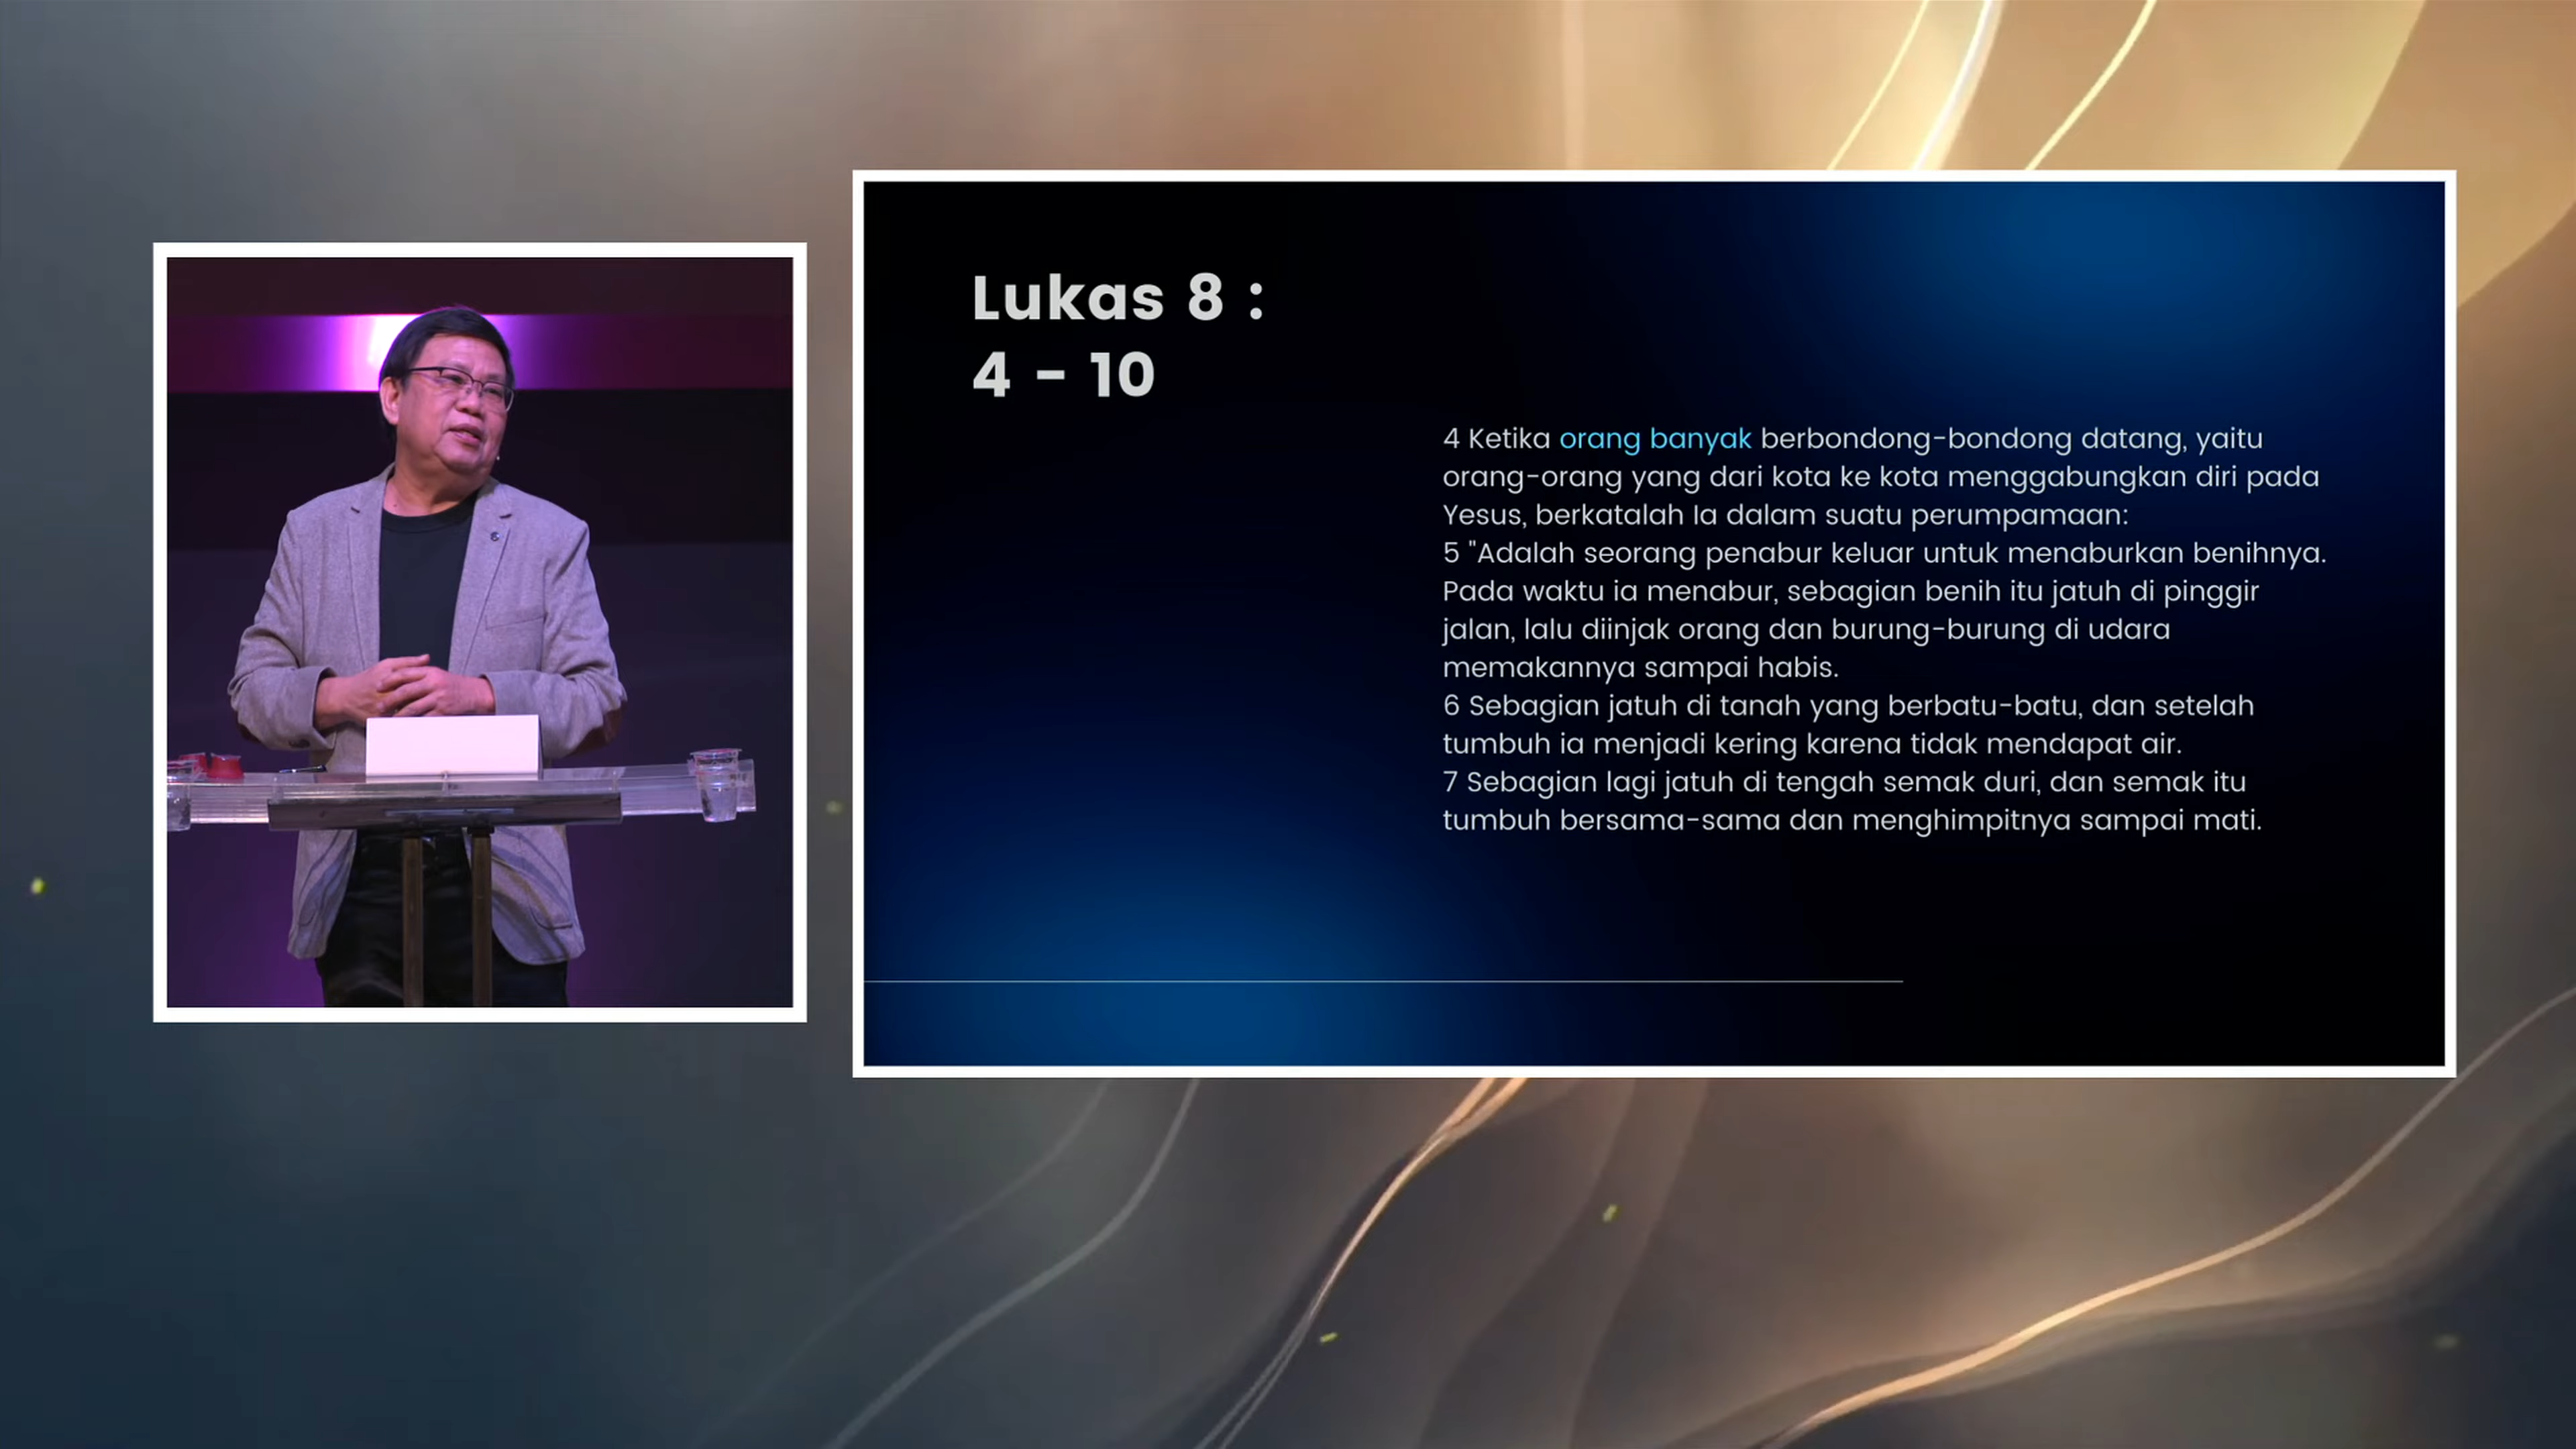 Lukas 8 :
4 - 10
4 Ketika orang banyak berbondong-bondong datang, yaitu
orang-orang yang dari kota ke kota menggabungkan diri pada
Yesus, berkatalah Ia dalam suatu perumpamaan:
5 "Adalah seorang penabur keluar untuk menaburkan benihnya.
Pada waktu ia menabur, sebagian benih itu jatuh di pinggir
jalan, lalu diinjak orang dan burung-burung di udara
memakannya sampai habis.
6 Sebagian jatuh di tanah yang berbatu-batu, dan setelah
tumbuh ia menjadi kering karena tidak mendapat air.
7 Sebagian lagi jatuh di tengah semak duri, dan semak itu
tumbuh bersama-sama dan menghimpitnya sampai mati.